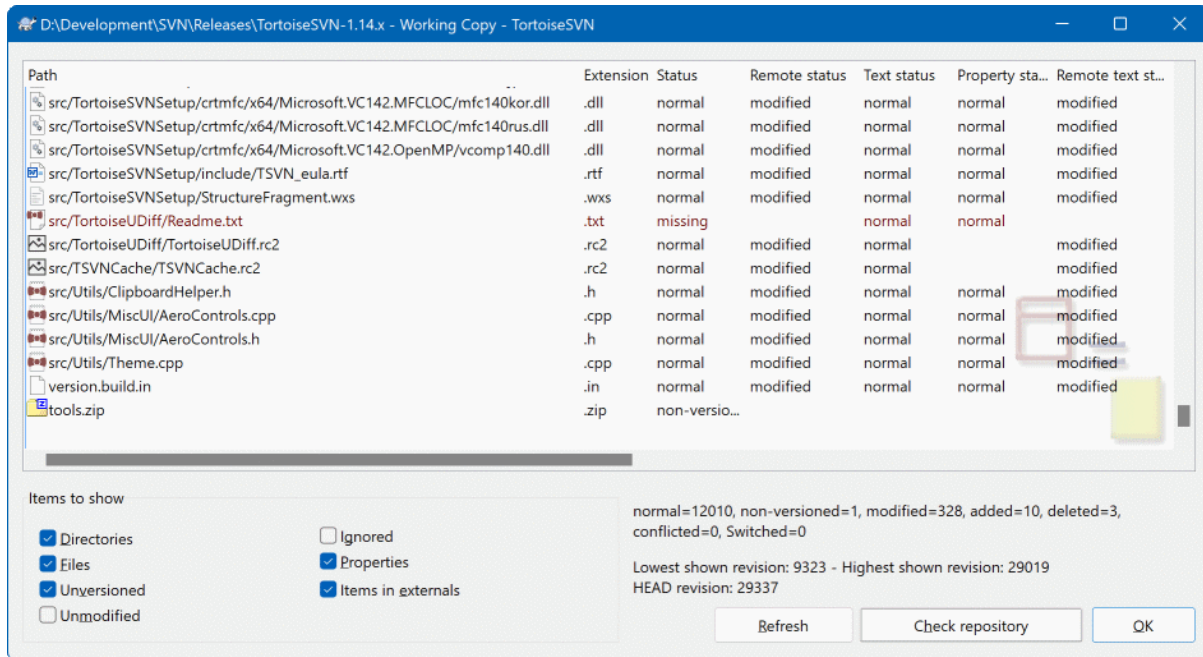 D:\Development\SVN\Releases\TortoiseSVN-1.14.x - Working Copy - TortoiseSVN
Path Extension Status Remote status Text status Property sta... Remote text st...
src/TortoiseSVNSetup/crtmfc/x64/Microsoft.VC142.MFCLOC/mfc140kor.dll .dll normal modified normal normal modified
src/TortoiseSVNSetup/crtmfc/x64/Microsoft.VC142.MFCLOC/mfc140rus.dll .dll normal modified normal normal modified
src/TortoiseSVNSetup/crtmfc/x64/Microsoft.VC142.OpenMP/vcomp140.dll .dll normal modified normal normal modified
src/TortoiseSVNSetup/include/TSVN_eula.rtf .rtf normal modified normal normal modified
src/TortoiseSVNSetup/StructureFragment.wxs .wxs normal modified normal normal modified
src/TortoiseUDiff/Readme.txt .txt missing normal normal
src/TortoiseUDiff/TortoiseUDiff.rc2 .rc2 normal modified normal modified
src/TSVNCache/TSVNCache.rc2 .rc2 normal modified normal modified
src/Utils/ClipboardHelper.h .h normal modified normal normal modified
src/Utils/MiscUI/AeroControls.cpp .cpp normal modified normal normal modified
src/Utils/MiscUI/AeroControls.h .h normal modified normal normal modified
src/Utils/Theme.cpp .cpp normal modified normal normal modified
version.build.in .in normal modified normal normal modified
tools.zip .zip non-versio...
Items to show
Directories
Files
Unversioned
Unmodified
Ignored
Properties
Items in externals
normal=12010, non-versioned=1, modified=328, added=10, deleted=3,
conflicted=0, Switched=0
Lowest shown revision: 9323 - Highest shown revision: 29019
HEAD revision: 29337
Refresh Check repository OK